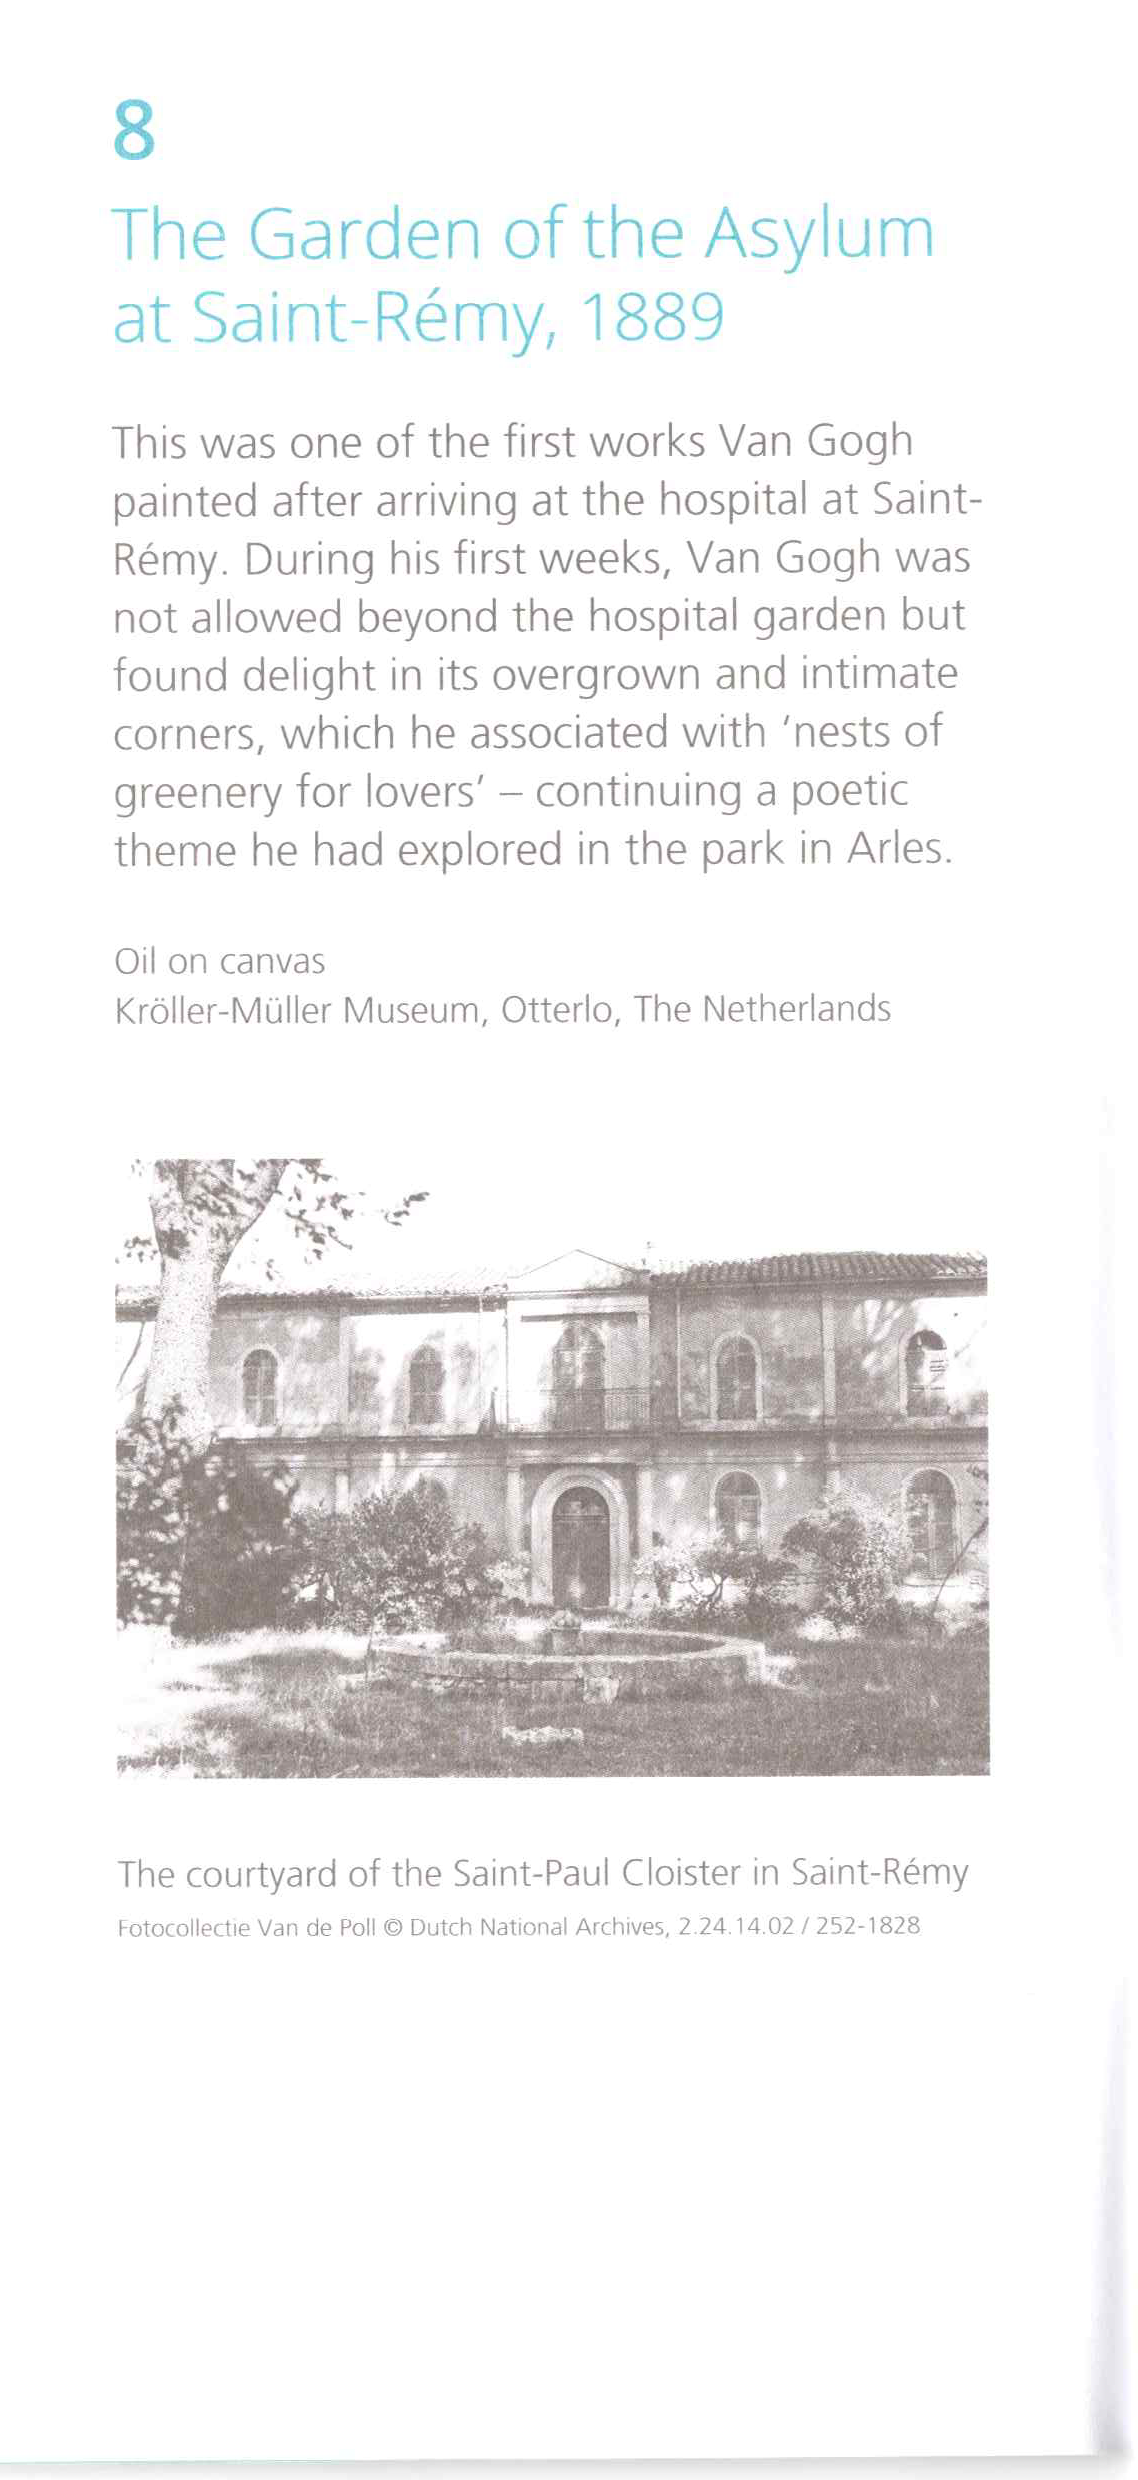 8
The Garden of the Asylum
at Saint-Rémy, 1889
This was one of the first works Van Gogh
painted after arriving at the hospital at Saint-
Rémy. During his first weeks, Van Gogh was
not allowed beyond the hospital garden but
found delight in its overgrown and intimate
corners, which he associated with ‘nests of
greenery for lovers’ – continuing a poetic
theme he had explored in the park in Arles.
Oil on canvas
Kröller-Müller Museum, Otterlo, The Netherlands
The courtyard of the Saint-Paul Cloister in Saint-Rémy
Fotocollectie Van de Poll © Dutch National Archives, 2.24.14.02 / 252-1828